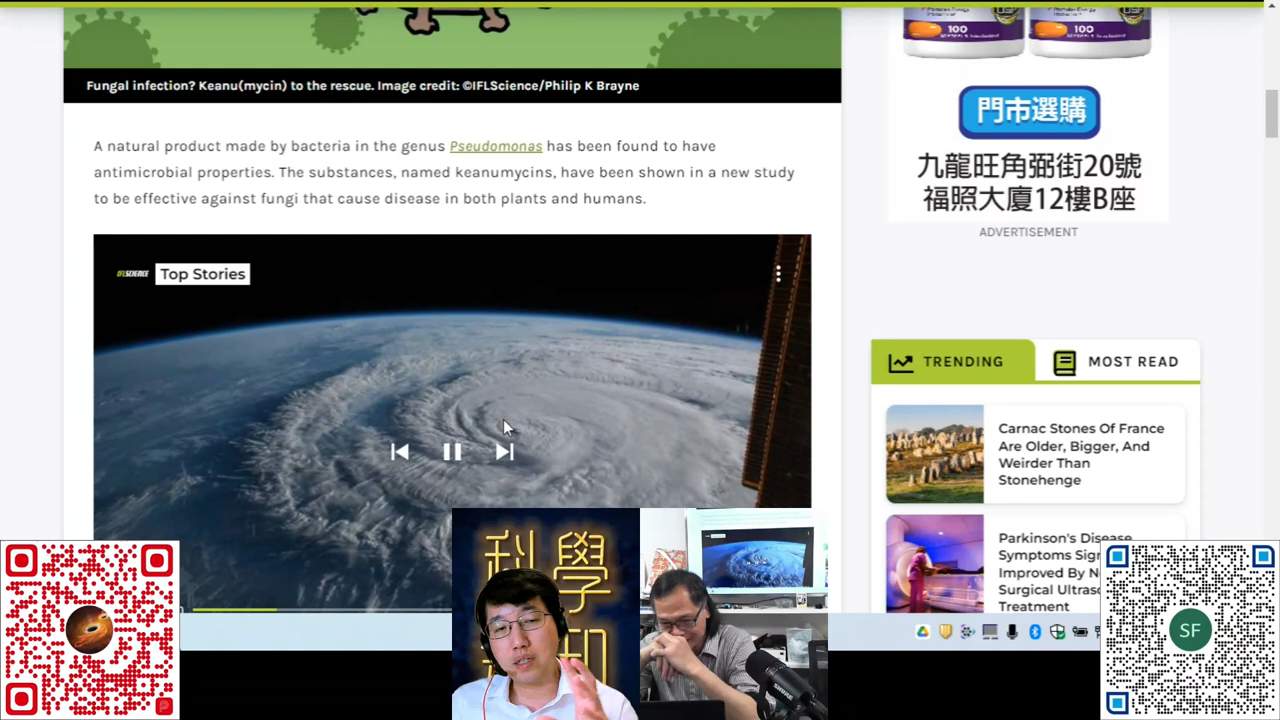 100
100
Fungal infection? Keanu(mycin) to the rescue. Image credit: ©IFLScience/Philip K Brayne
門市選購
九龍旺角弼街20號
福照大廈12樓B座
ADVERTISEMENT
A natural product made by bacteria in the genus Pseudomonas has been found to have
antimicrobial properties. The substances, named keanumycins, have been shown in a new study
to be effective against fungi that cause disease in both plants and humans.
IFLSCIENCE Top Stories
TRENDING
MOST READ
Carnac Stones Of France
Are Older, Bigger, And
Weirder Than
Stonehenge
Parkinson's Disease
Symptoms Sig
Improved By N
Surgical Ultraso
Treatment
科學
SF